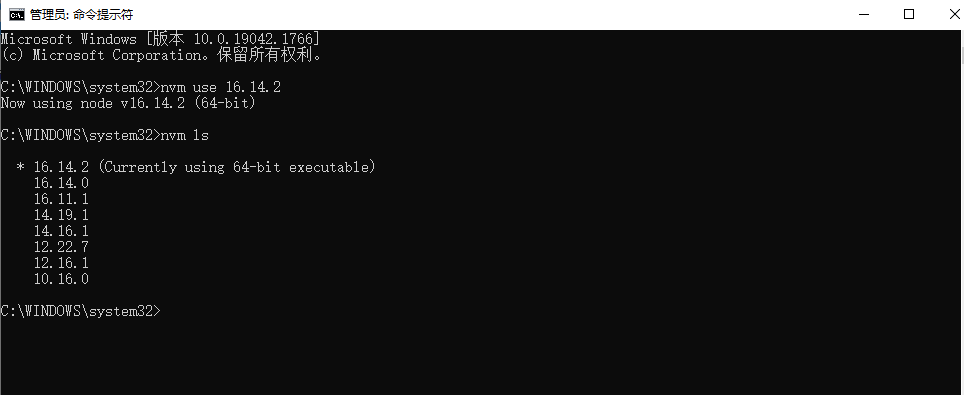 管理员: 命令提示符
Microsoft Windows [版本 10.0.19042.1766]
(c) Microsoft Corporation。保留所有权利。
C:\WINDOWS\system32>nvm use 16.14.2
Now using node v16.14.2 (64-bit)
C:\WINDOWS\system32>nvm ls
* 16.14.2 (Currently using 64-bit executable)
16.14.0
16.11.1
14.19.1
14.16.1
12.22.7
12.16.1
10.16.0
C:\WINDOWS\system32>